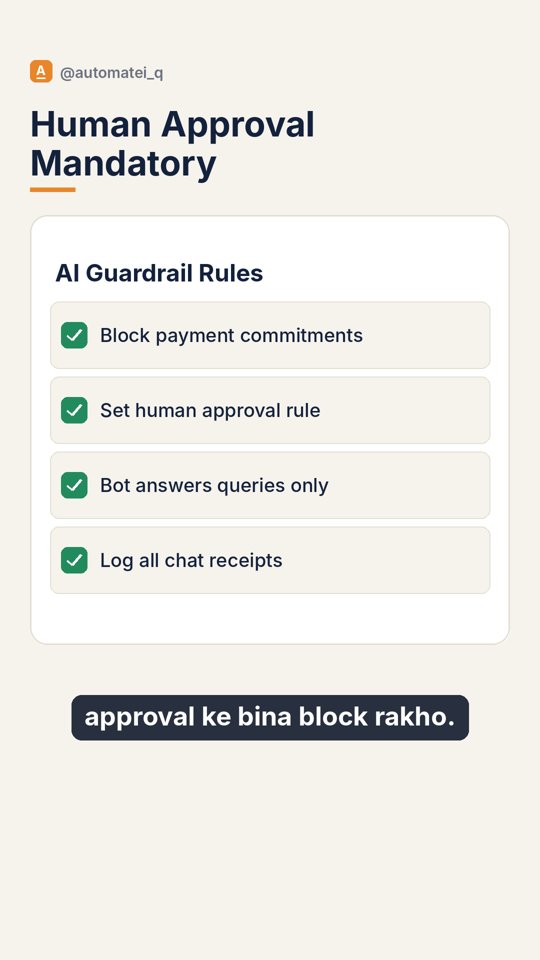 A @automatei_q
Human Approval
Mandatory
AI Guardrail Rules
Block payment commitments
Set human approval rule
Bot answers queries only
Log all chat receipts
approval ke bina block rakho.